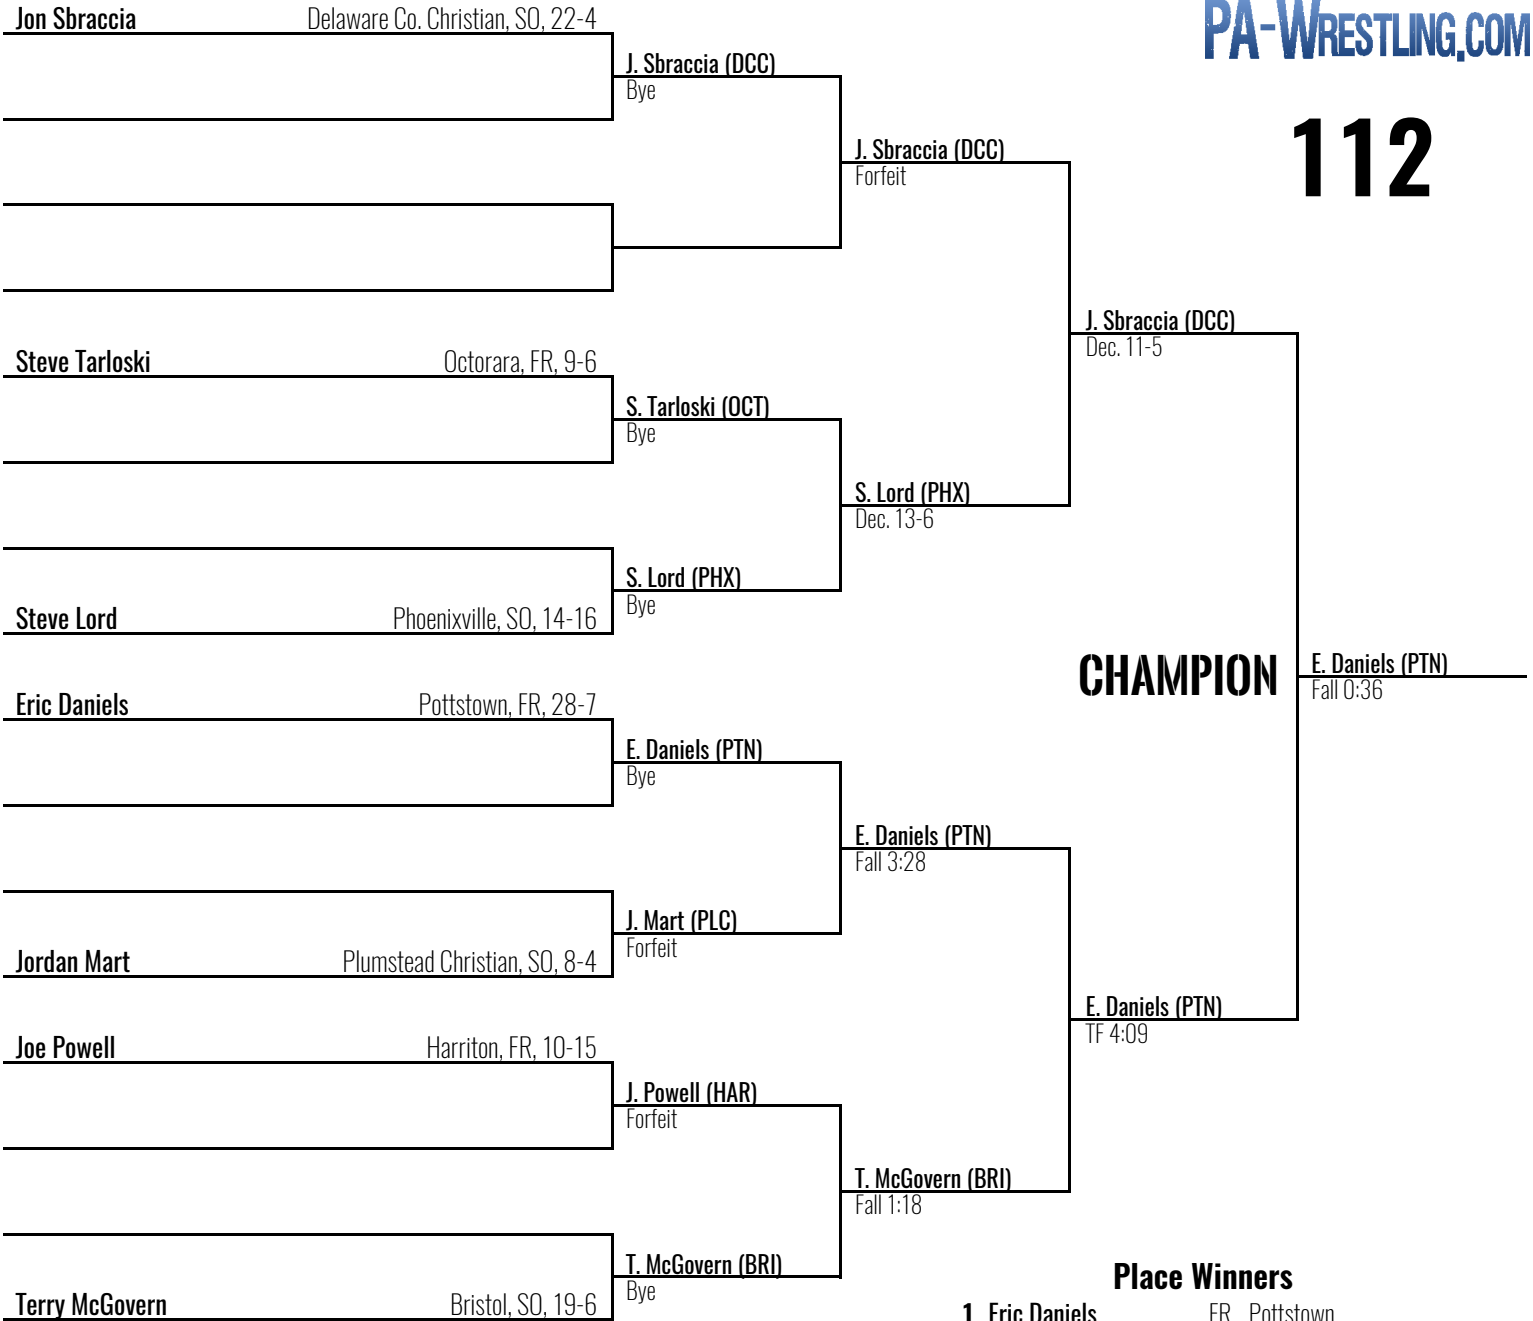 Jon Sbraccia Delaware Co. Christian, SO, 22-4
PA-WRESTLING.COM
J. Sbraccia (DCC)
Bye
112
J. Sbraccia (DCC)
Forfeit
J. Sbraccia (DCC)
Dec. 11-5
Steve Tarloski Octorara, FR, 9-6
S. Tarloski (OCT)
Bye
S. Lord (PHX)
Dec. 13-6
S. Lord (PHX)
Bye
Steve Lord Phoenixville, SO, 14-16
CHAMPION
E. Daniels (PTN)
Fall 0:36
Eric Daniels Pottstown, FR, 28-7
E. Daniels (PTN)
Bye
E. Daniels (PTN)
Fall 3:28
J. Mart (PLC)
Forfeit
Jordan Mart Plumstead Christian, SO, 8-4
E. Daniels (PTN)
TF 4:09
Joe Powell Harriton, FR, 10-15
J. Powell (HAR)
Forfeit
T. McGovern (BRI)
Fall 1:18
T. McGovern (BRI)
Bye
Terry McGovern Bristol, SO, 19-6
Place Winners
1 Eric Daniels FR Pottstown